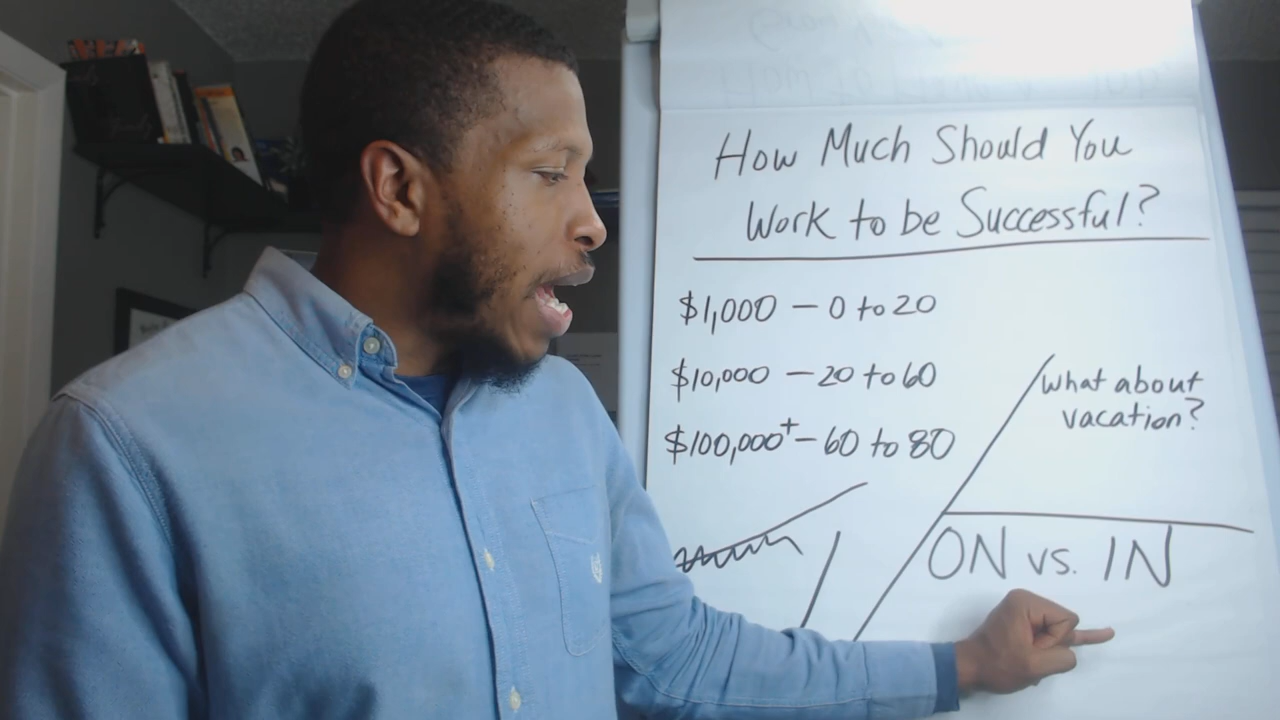 How Much Should You
Work to be Successful?
$1,000 - 0 to 20
$10,000 - 20 to 60
$100,000+ - 60 to 80
What about
vacation?
ON vs. IN